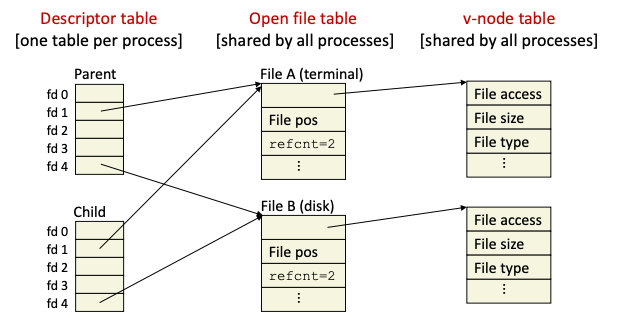 Descriptor table
[one table per process]
Open file table
[shared by all processes]
v-node table
[shared by all processes]
Parent
fd 0
fd 1
fd 2
fd 3
fd 4
Child
fd 0
fd 1
fd 2
fd 3
fd 4
File A (terminal)
File pos
refcnt=2
⋮
File B (disk)
File pos
refcnt=2
⋮
File access
File size
File type
⋮
File access
File size
File type
⋮